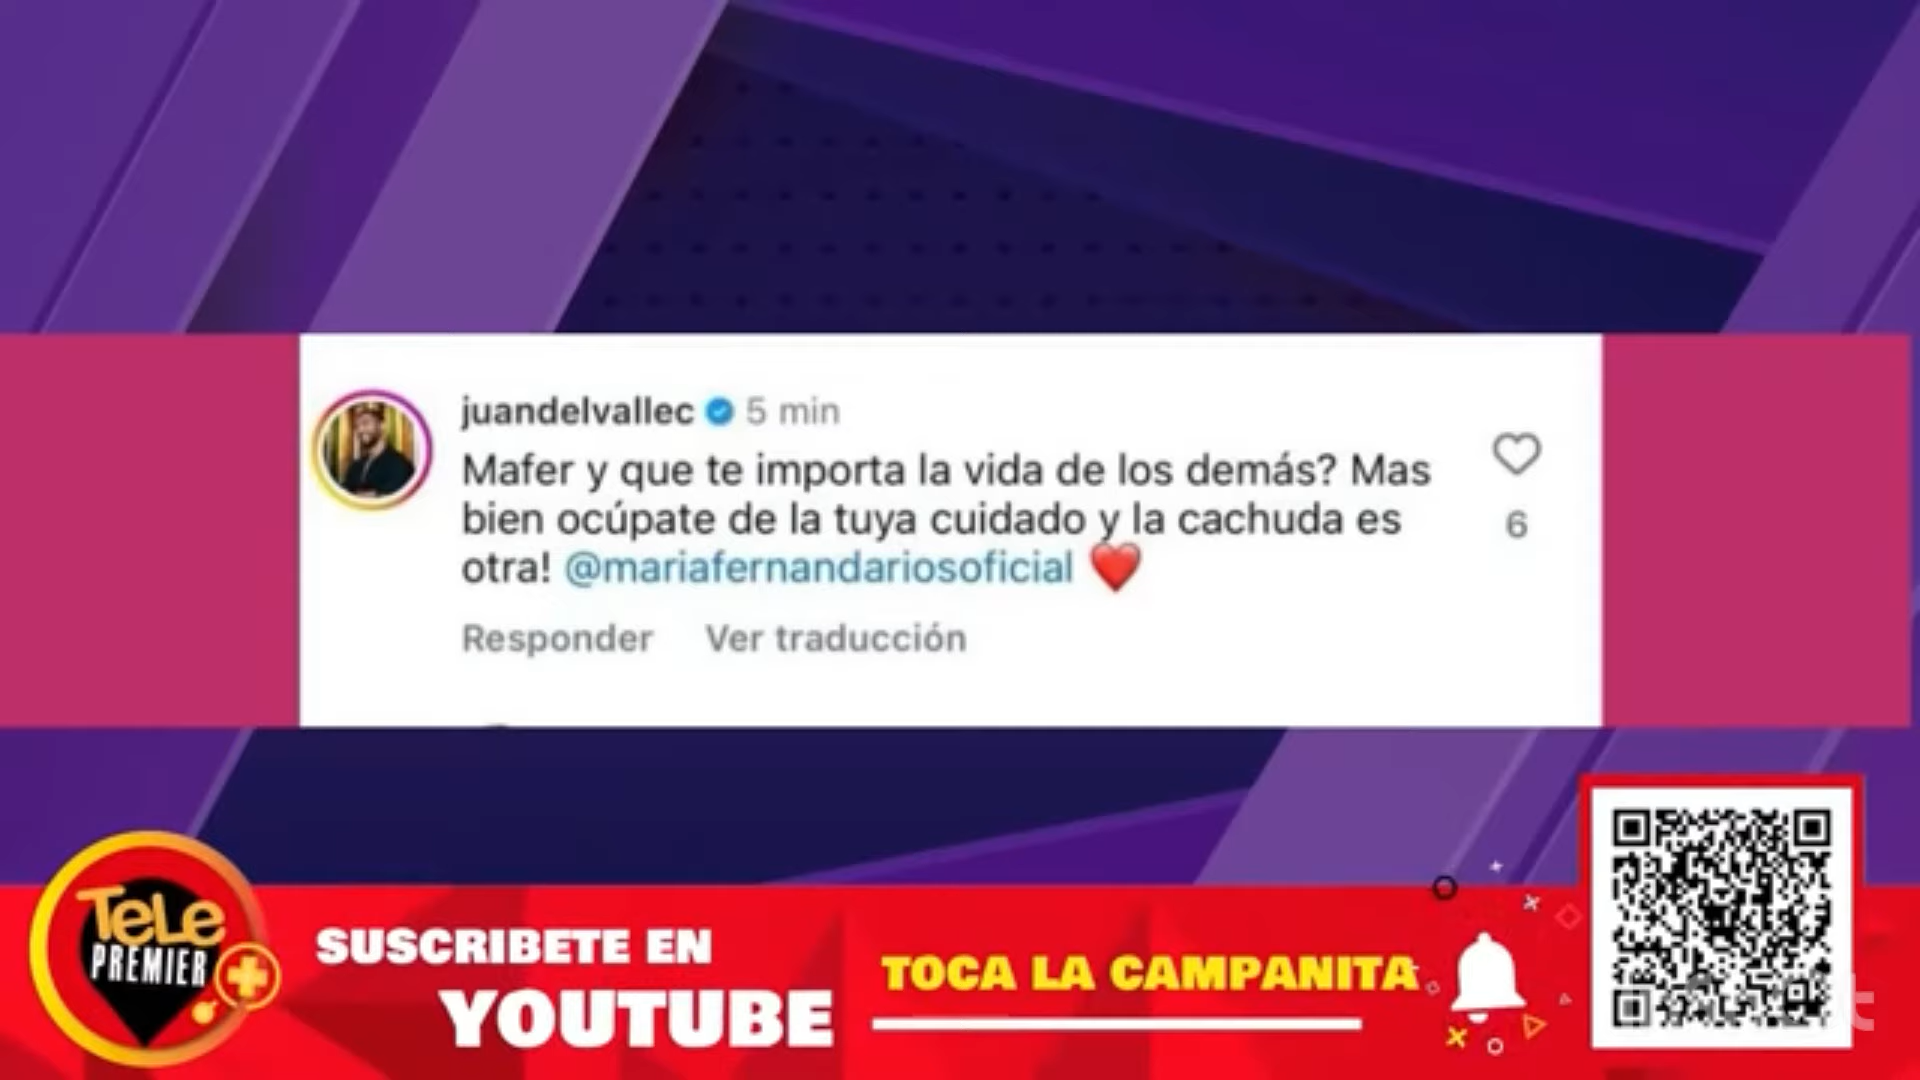 juandelvallec 5 min
Mafer y que te importa la vida de los demás? Mas
bien ocúpate de la tuya cuidado y la cachuda es
otra! @mariafernandariosoficial ❤️
6
Responder Ver traducción
TeLe
PREMIER
SUSCRIBETE EN
YOUTUBE
TOCA LA CAMPANITA